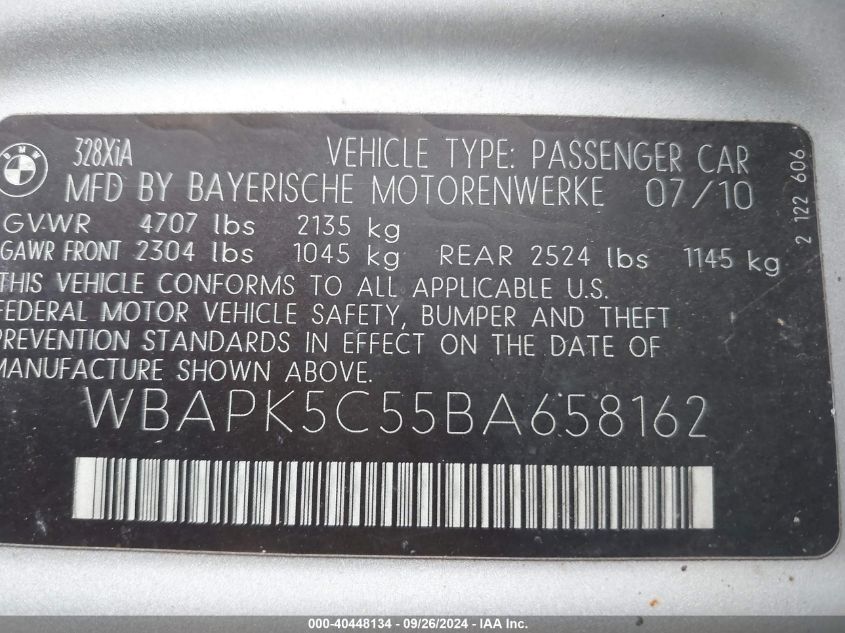 BMW
328XiA VEHICLE TYPE: PASSENGER CAR
MFD BY BAYERISCHE MOTORENWERKE 07/10
GVWR 4707 lbs 2135 kg
GAWR FRONT 2304 lbs 1045 kg REAR 2524 lbs 1145 kg
THIS VEHICLE CONFORMS TO ALL APPLICABLE U.S.
FEDERAL MOTOR VEHICLE SAFETY, BUMPER AND THEFT
PREVENTION STANDARDS IN EFFECT ON THE DATE OF
MANUFACTURE SHOWN ABOVE.
WBAPK5C55BA658162
2 122 606
000-40448134 - 09/26/2024 - IAA Inc.